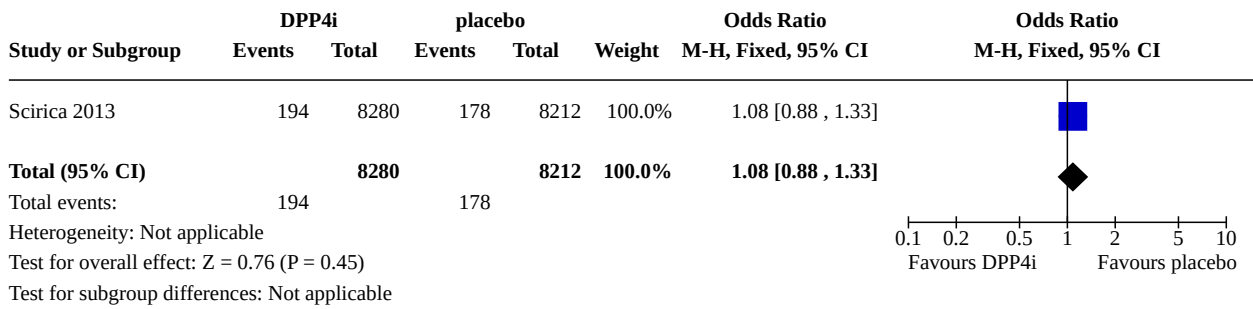 DPP4i placebo Odds Ratio Odds Ratio
Study or Subgroup Events Total Events Total Weight M-H, Fixed, 95% CI M-H, Fixed, 95% CI
Scirica 2013 194 8280 178 8212 100.0% 1.08 [0.88 , 1.33]
Total (95% CI) 8280 8212 100.0% 1.08 [0.88 , 1.33]
Total events: 194 178
Heterogeneity: Not applicable
0.1 0.2 0.5 1 2 5 10
Test for overall effect: Z = 0.76 (P = 0.45)
Favours DPP4i Favours placebo
Test for subgroup differences: Not applicable